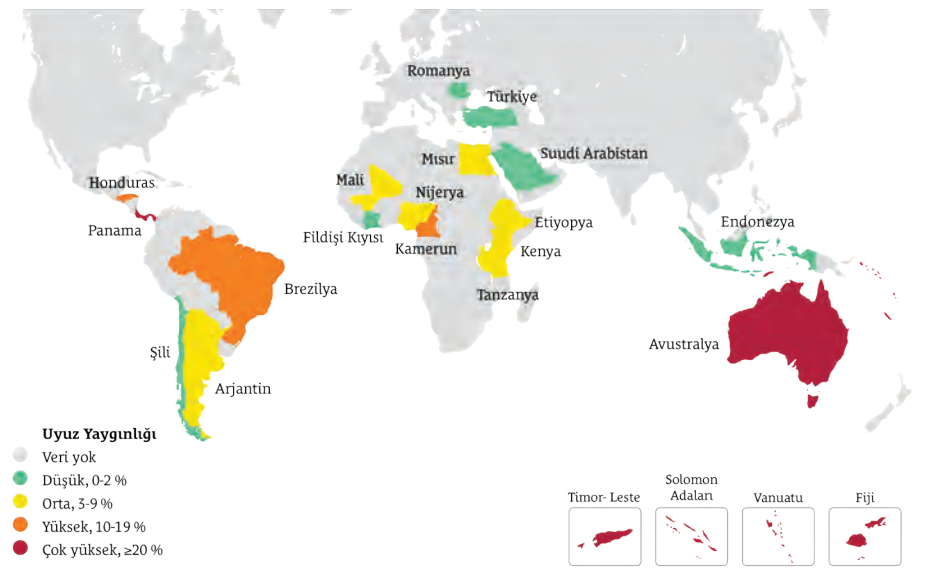 Romanya
Türkiye
Mısır
Suudi Arabistan
Mali
Honduras
Nijerya
Panama
Fildişi Kıyısı
Kamerun
Etiyopya
Kenya
Endonezya
Brezilya
Tanzanya
Şili
Avustralya
Arjantin
Uyuz Yaygınlığı
Veri yok
Düşük, 0-2 %
Orta, 3-9 %
Yüksek, 10-19 %
Çok yüksek, ≥20 %
Timor- Leste
Solomon
Adaları
Vanuatu
Fiji